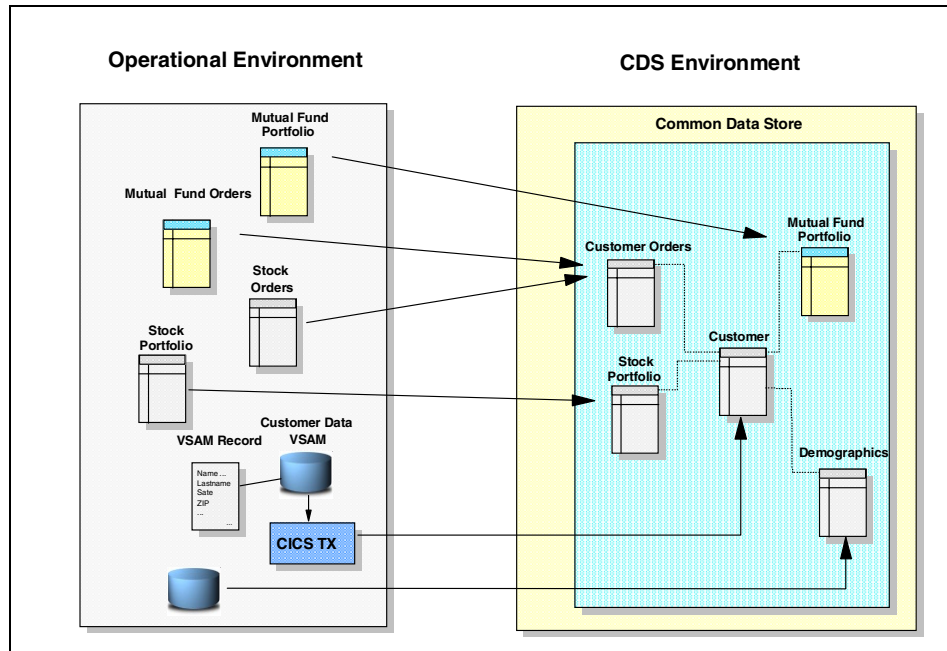 Operational Environment
CDS Environment
Mutual Fund
Portfolio
Mutual Fund Orders
Stock
Orders
Stock
Portfolio
VSAM Record
Customer Data
VSAM
Name ...
Lastname
Sate
ZIP
...
...
CICS TX
Common Data Store
Customer Orders
Mutual Fund
Portfolio
Customer
Stock
Portfolio
Demographics